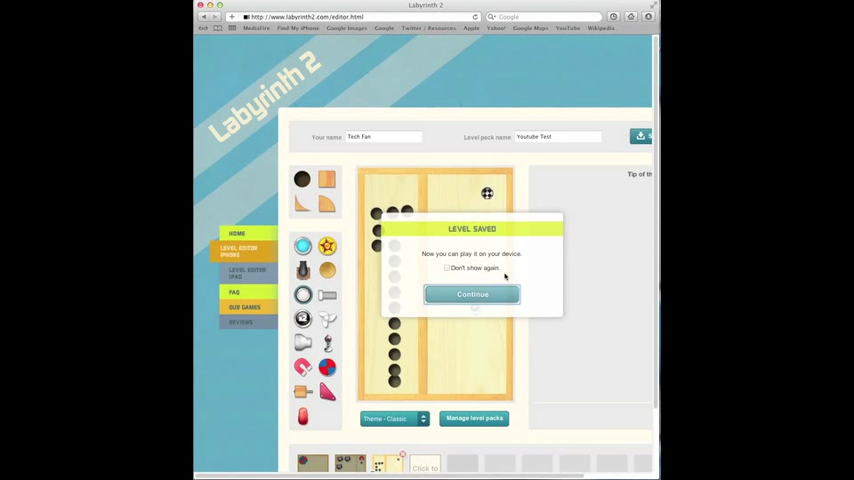 Labyrinth 2
http://www.labyrinth2.com/editor.html
Google
MediaFire Find My iPhone Google Images Google Twitter / Resources Apple Yahoo! Google Maps YouTube Wikipedia
Labyrinth 2
Your name Tech Fan Level pack name Youtube Test S
Tip of th
LEVEL SAVED
Now you can play it on your device.
Don't show again.
Continue
HOME
LEVEL EDITOR
IPHONE
LEVEL EDITOR
IPAD
FAQ
OUR GAMES
REVIEWS
Theme - Classic Manage level packs
Click to